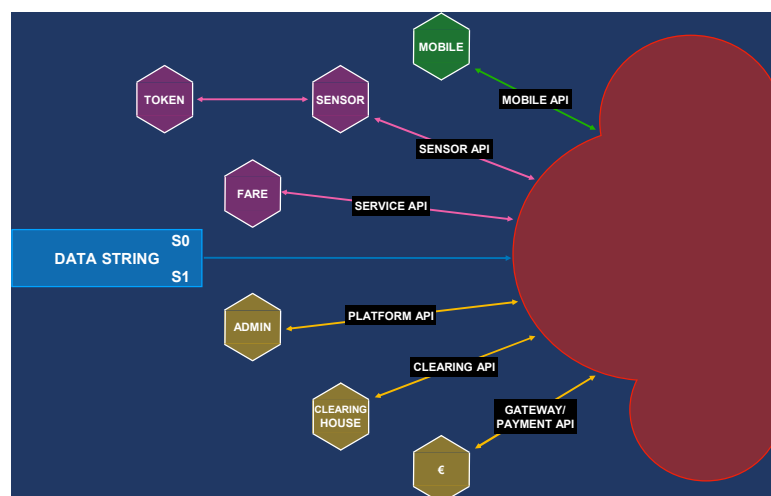 MOBILE
TOKEN
SENSOR
MOBILE API
SENSOR API
FARE
SERVICE API
S0
DATA STRING
S1
PLATFORM API
ADMIN
CLEARING API
CLEARING
HOUSE
GATEWAY/
PAYMENT API
€